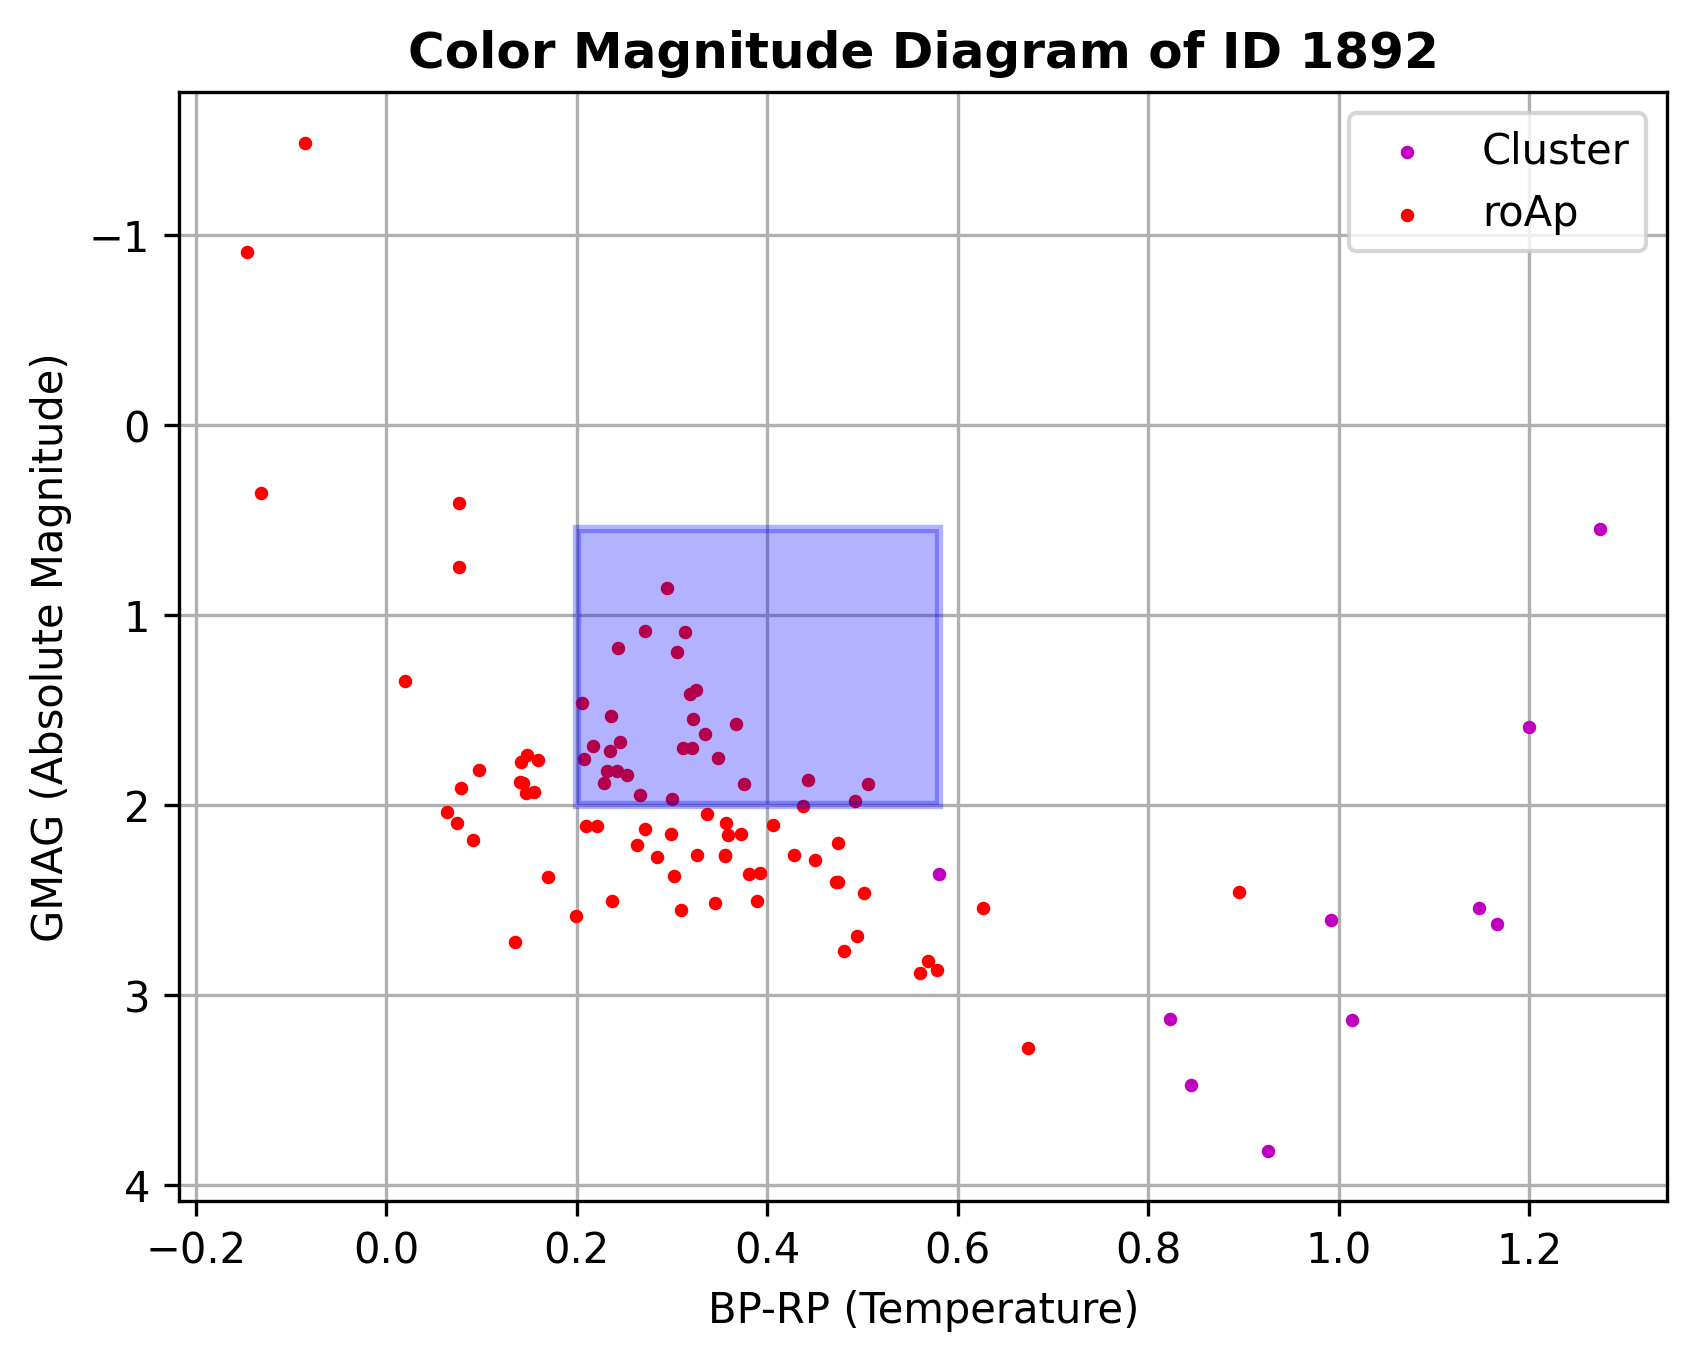 Color Magnitude Diagram of ID 1892
Cluster
roAp
GMAG (Absolute Magnitude)
−1
0
1
2
3
4
−0.2 0.0 0.2 0.4 0.6 0.8 1.0 1.2
BP-RP (Temperature)